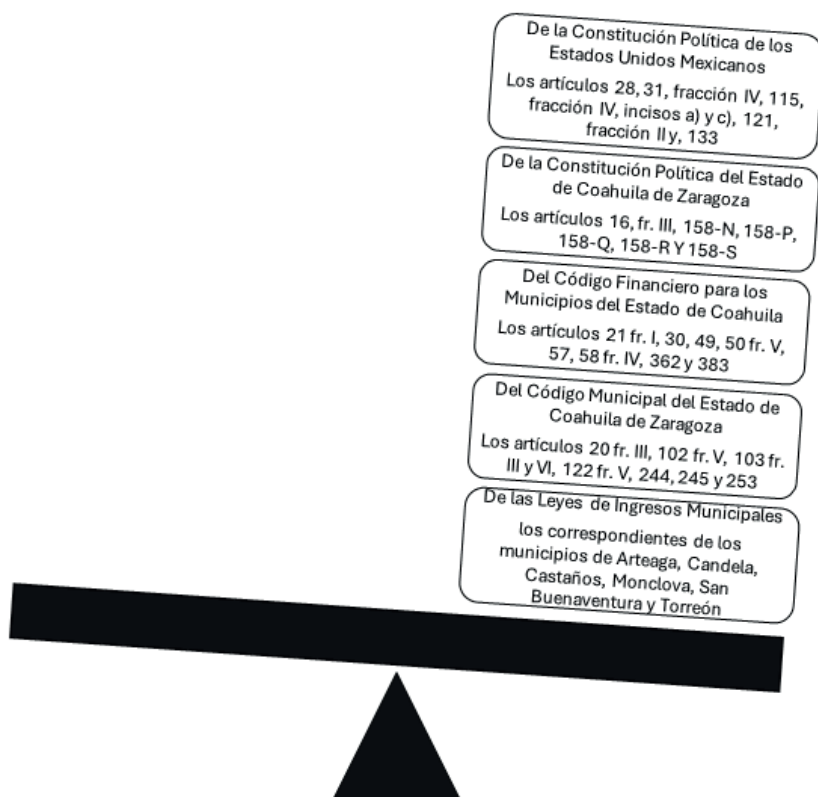 De la Constitución Política de los
Estados Unidos Mexicanos
Los artículos 28, 31, fracción IV, 115,
fracción IV, incisos a) y c), 121,
fracción II y, 133
De la Constitución Política del Estado
de Coahuila de Zaragoza
Los artículos 16, fr. III, 158-N, 158-P,
158-Q, 158-R Y 158-S
Del Código Financiero para los
Municipios del Estado de Coahuila
Los artículos 21 fr. I, 30, 49, 50 fr. V,
57, 58 fr. IV, 362 y 383
Del Código Municipal del Estado de
Coahuila de Zaragoza
Los artículos 20 fr. III, 102 fr. V, 103 fr.
III y VI, 122 fr. V, 244, 245 y 253
De las Leyes de Ingresos Municipales
los correspondientes de los
municipios de Arteaga, Candela,
Castaños, Monclova, San
Buenaventura y Torreón